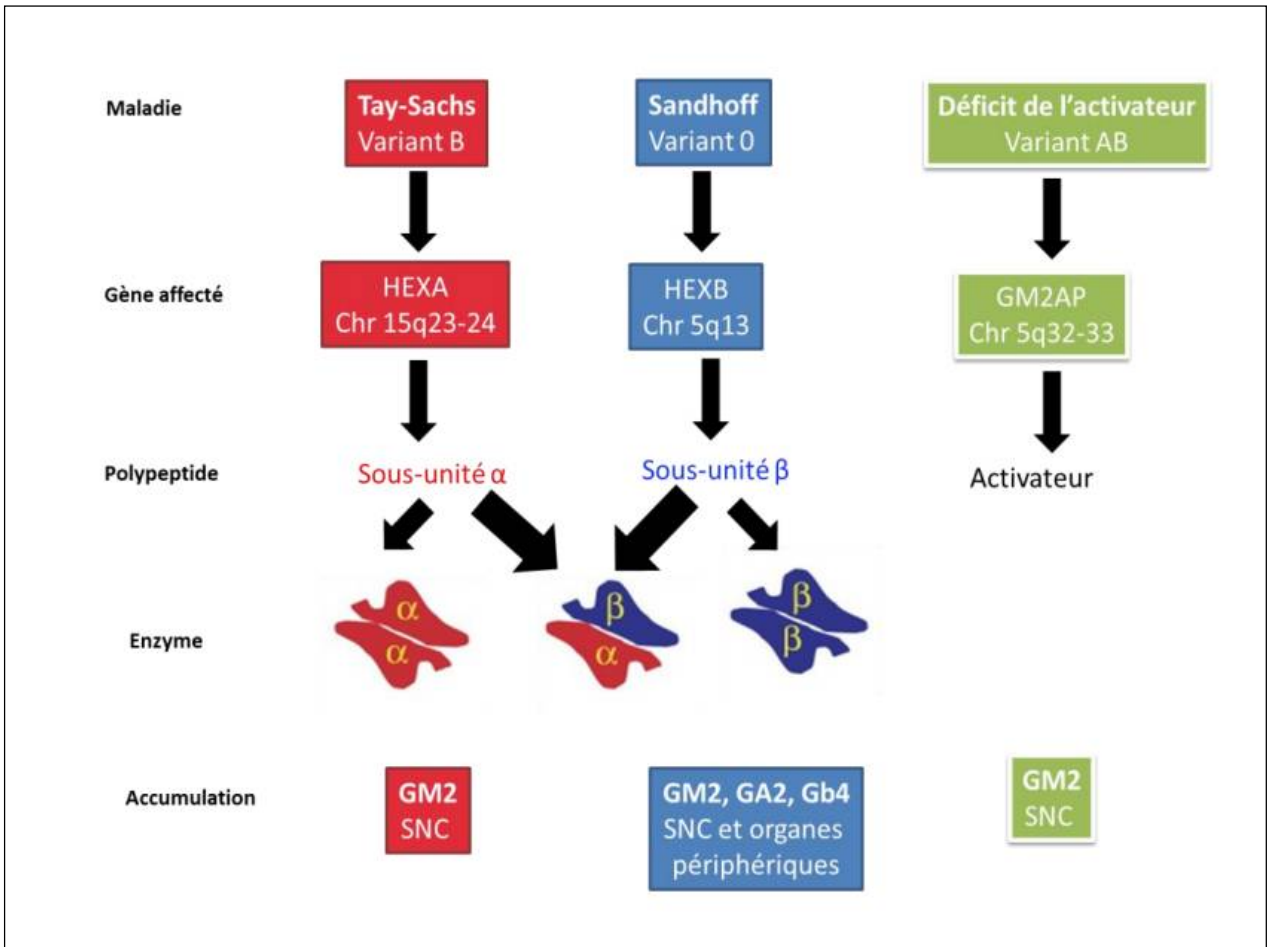 Maladie
Tay-Sachs
Variant B
Sandhoff
Variant 0
Déficit de l'activateur
Variant AB
Gène affecté
HEXA
Chr 15q23-24
HEXB
Chr 5q13
GM2AP
Chr 5q32-33
Polypeptide
Sous-unité α
Sous-unité β
Activateur
Enzyme
α
α
β
α
β
β
Accumulation
GM2
SNC
GM2, GA2, Gb4
SNC et organes
périphériques
GM2
SNC